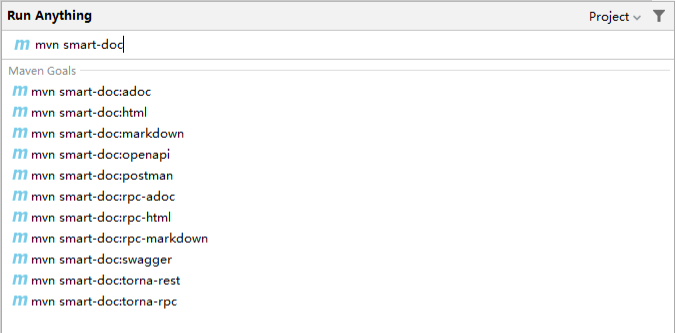 Run Anything Project
m mvn smart-doc
Maven Goals
m mvn smart-doc:adoc
m mvn smart-doc:html
m mvn smart-doc:markdown
m mvn smart-doc:openapi
m mvn smart-doc:postman
m mvn smart-doc:rpc-adoc
m mvn smart-doc:rpc-html
m mvn smart-doc:rpc-markdown
m mvn smart-doc:swagger
m mvn smart-doc:torna-rest
m mvn smart-doc:torna-rpc